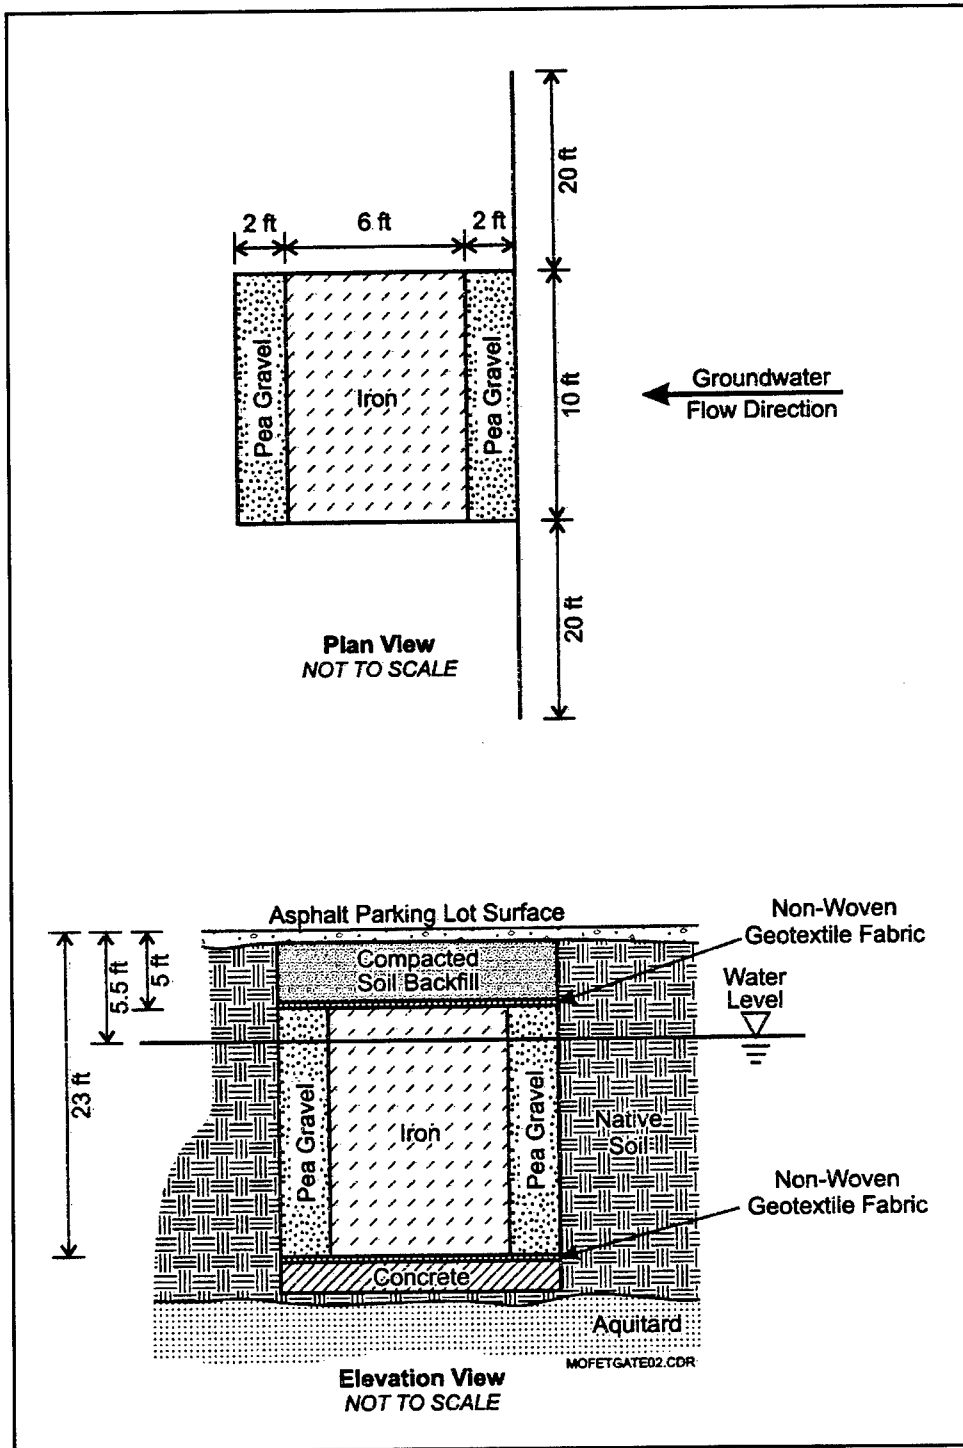 20 ft
2 ft
6 ft
2 ft
Pea Gravel
Iron
Pea Gravel
10 ft
Groundwater
Flow Direction
20 ft
Plan View
NOT TO SCALE
Asphalt Parking Lot Surface
Non-Woven
Geotextile Fabric
Compacted
Soil Backfill
5 ft
5.5 ft
Water
Level
23 ft
Pea Gravel
Iron
Pea Gravel
Native
Soil
Non-Woven
Geotextile Fabric
Concrete
Aquitard
MOFETGATE02.CDR
Elevation View
NOT TO SCALE